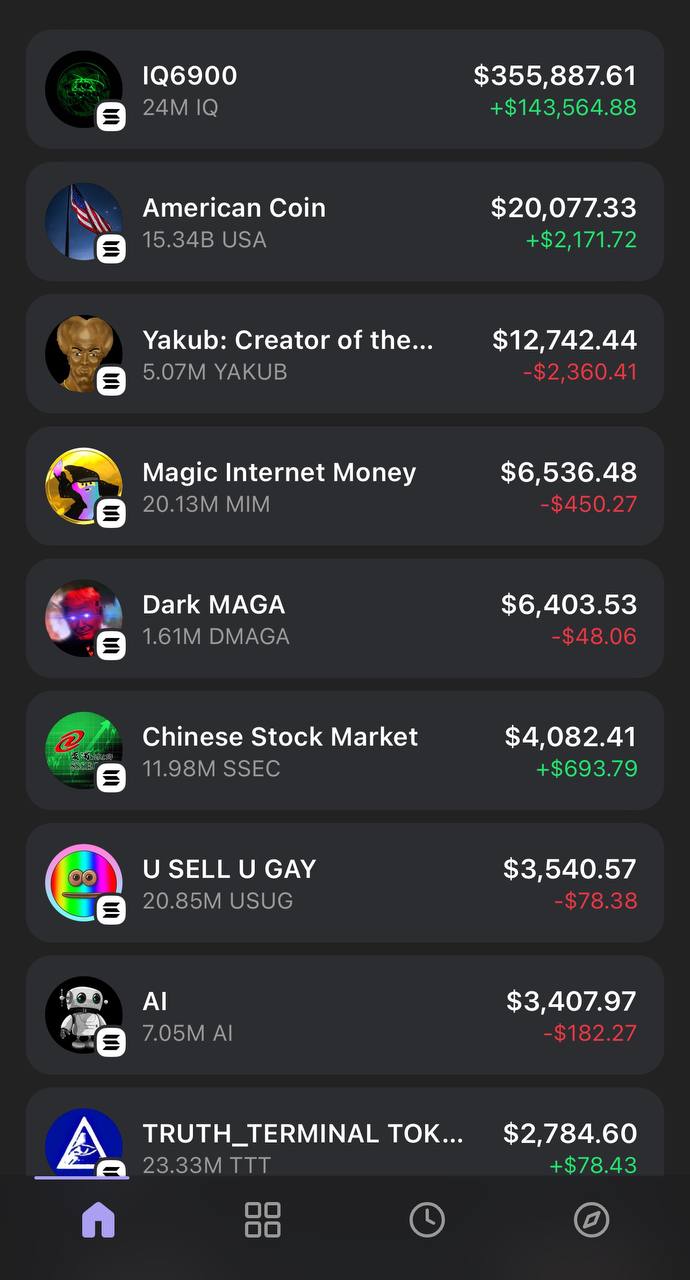 IQ6900
$355,887.61
24M IQ
+$143,564.88
American Coin
$20,077.33
15.34B USA
+$2,171.72
Yakub: Creator of the...
$12,742.44
5.07M YAKUB
-$2,360.41
Magic Internet Money
$6,536.48
20.13M MIM
-$450.27
Dark MAGA
$6,403.53
1.61M DMAGA
-$48.06
Chinese Stock Market
$4,082.41
11.98M SSEC
+$693.79
U SELL U GAY
$3,540.57
20.85M USUG
-$78.38
AI
$3,407.97
7.05M AI
-$182.27
TRUTH_TERMINAL TOK...
$2,784.60
23.33M TTT
+$78.43